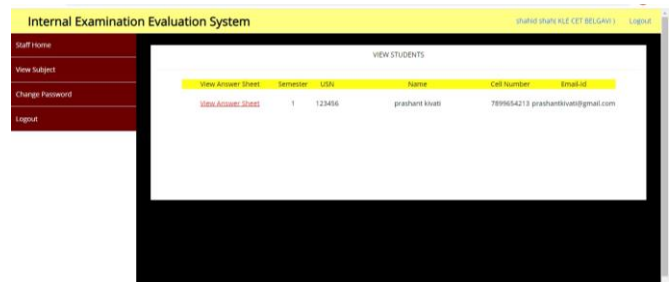 Internal Examination Evaluation System
shahid shahi( KLE CET BELGAVI ) Logout
Staff Home
View Subject
Change Password
Logout
VIEW STUDENTS
View Answer Sheet Semester USN Name Cell Number Email-Id
View Answer Sheet 1 123456 prashant kivati 7899654213 prashantkivati@gmail.com